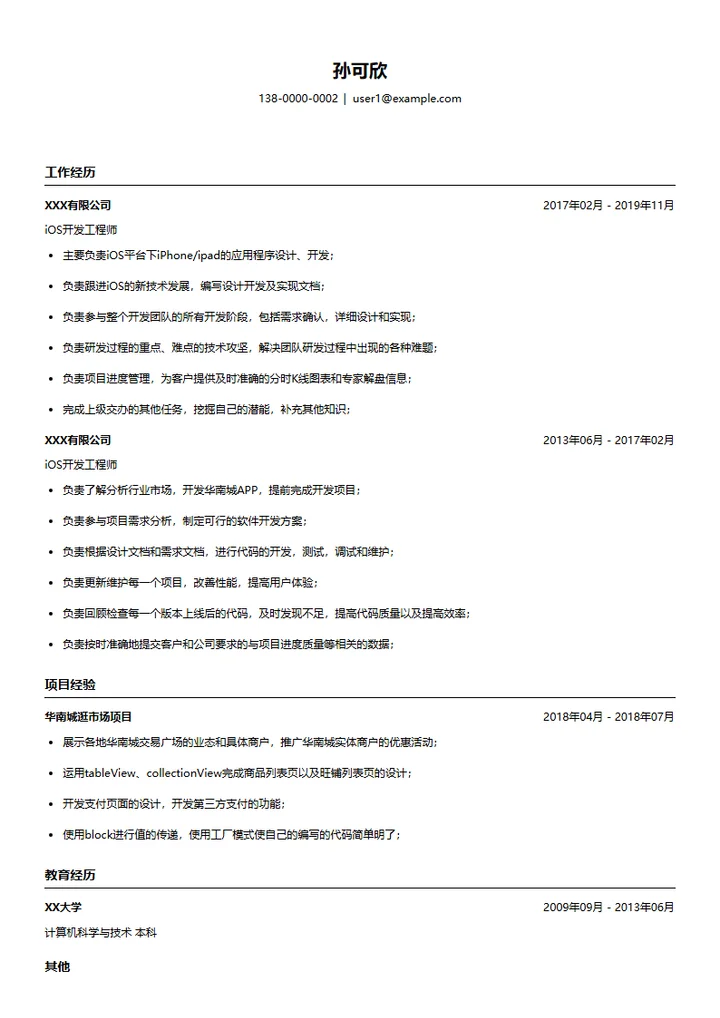 孙可欣
138-0000-0002 | user1@example.com
工作经历
XXX有限公司 2017年02月 - 2019年11月
iOS开发工程师
• 主要负责iOS平台下iPhone/ipad的应用程序设计、开发;
• 负责跟进iOS的新技术发展，编写设计开发及实现文档;
• 负责参与整个开发团队的所有开发阶段，包括需求确认，详细设计和实现;
• 负责研发过程的重点、难点的技术攻坚，解决团队研发过程中出现的各种难题;
• 负责项目进度管理，为客户提供及时准确的分时K线图表和专家解盘信息;
• 完成上级交办的其他任务，挖掘自己的潜能，补充其他知识;
XXX有限公司 2013年06月 - 2017年02月
iOS开发工程师
• 负责了解分析行业市场，开发华南城APP，提前完成开发项目;
• 负责参与项目需求分析，制定可行的软件开发方案;
• 负责根据设计文档和需求文档，进行代码的开发，测试，调试和维护;
• 负责更新维护每一个项目，改善性能，提高用户体验;
• 负责回顾检查每一个版本上线后的代码，及时发现不足，提高代码质量以及提高效率;
• 负责按时准确地提交客户和公司要求的与项目进度质量等相关的数据;
项目经验
华南城逛市场项目 2018年04月 - 2018年07月
• 展示各地华南城交易广场的业态和具体商户，推广华南城实体商户的优惠活动;
• 运用tableView、collectionView完成商品列表页以及旺铺列表页的设计;
• 开发支付页面的设计，开发第三方支付的功能;
• 使用block进行值的传递，使用工厂模式使自己的编写的代码简单明了;
教育经历
XX大学 2009年09月 - 2013年06月
计算机科学与技术 本科
其他